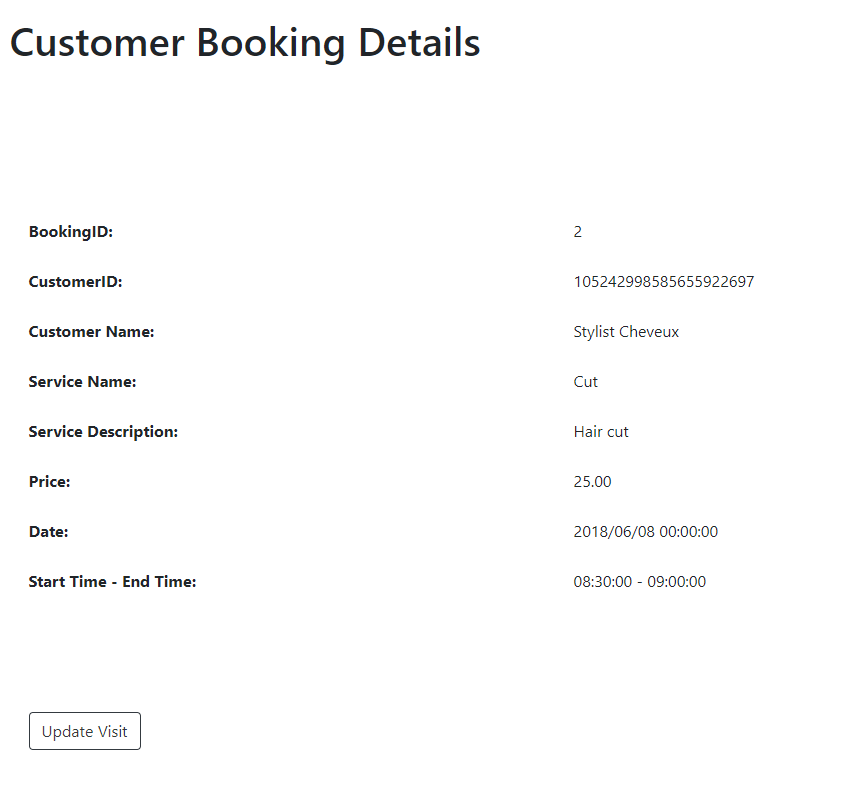 Customer Booking Details
BookingID: 2
CustomerID: 105242998585655922697
Customer Name: Stylist Cheveux
Service Name: Cut
Service Description: Hair cut
Price: 25.00
Date: 2018/06/08 00:00:00
Start Time - End Time: 08:30:00 - 09:00:00
Update Visit